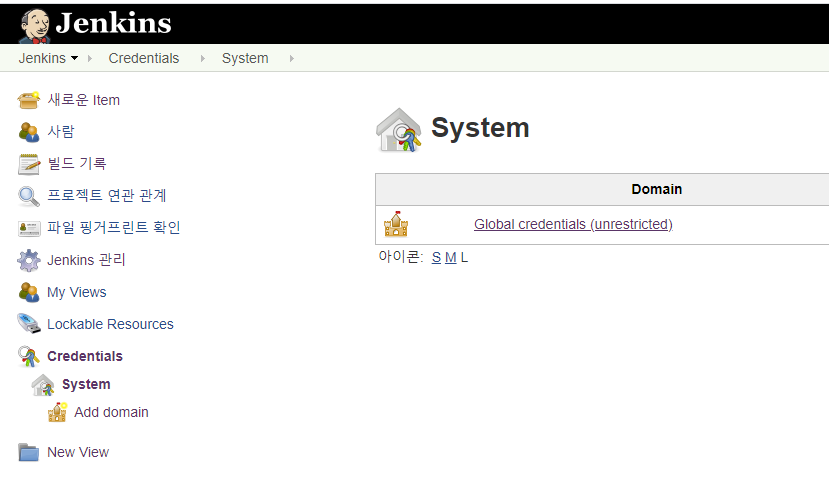 Jenkins
Jenkins Credentials System
새로운 Item
사람
빌드 기록
프로젝트 연관 관계
파일 핑거프린트 확인
Jenkins 관리
My Views
Lockable Resources
Credentials
System
Add domain
New View
System
Domain
Global credentials (unrestricted)
아이콘: S M L